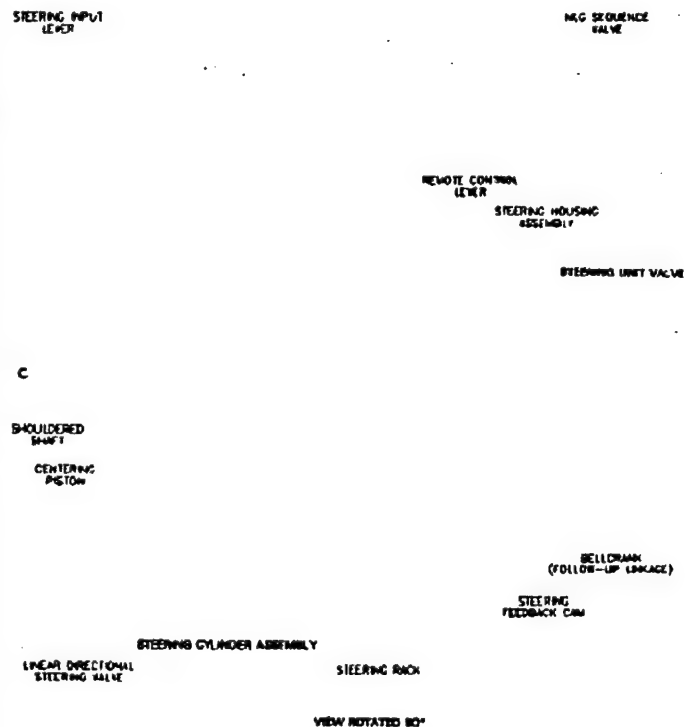 STEERING INPUT
LEVER
NLG SEQUENCE
VALVE
REMOTE CONTROL
LEVER
STEERING HOUSING
ASSEMBLY
STEERING UNIT VALVE
C
SHOULDERED
SHAFT
CENTERING
PISTON
BELLCRANK
(FOLLOW-UP LINKAGE)
STEERING
FEEDBACK CAM
STEERING CYLINDER ASSEMBLY
LINEAR DIRECTIONAL
STEERING VALVE
STEERING RACK
VIEW ROTATED